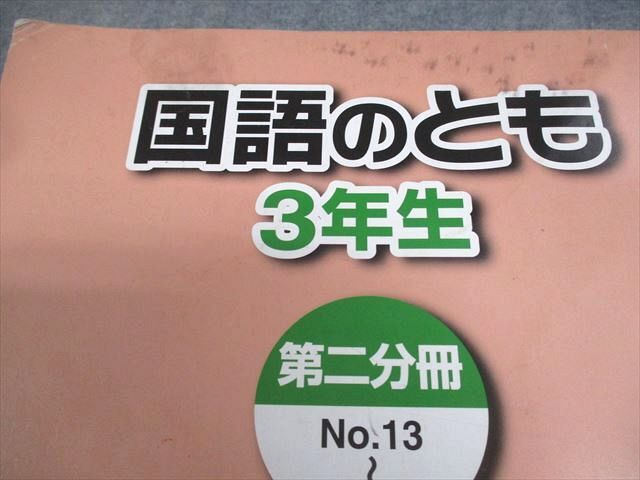 国語のとも
3年生
第二分冊
No.13
~